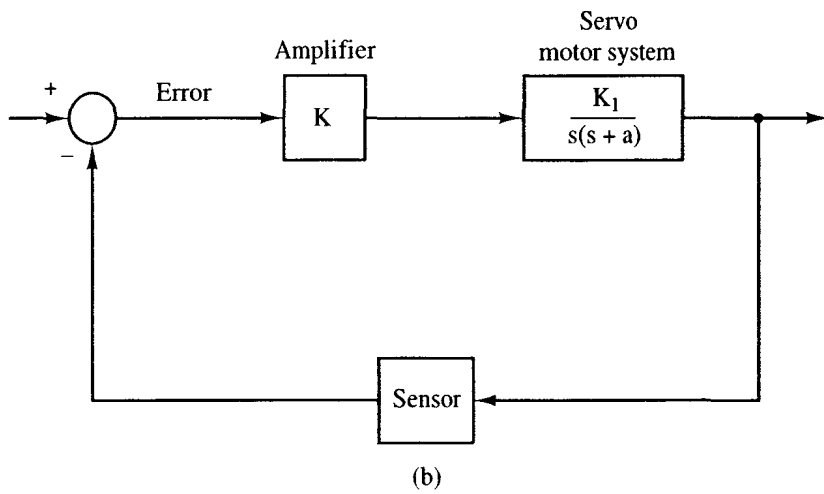 Servo
motor system
Amplifier
+
Error
K
K1
s(s + a)
−
Sensor
(b)